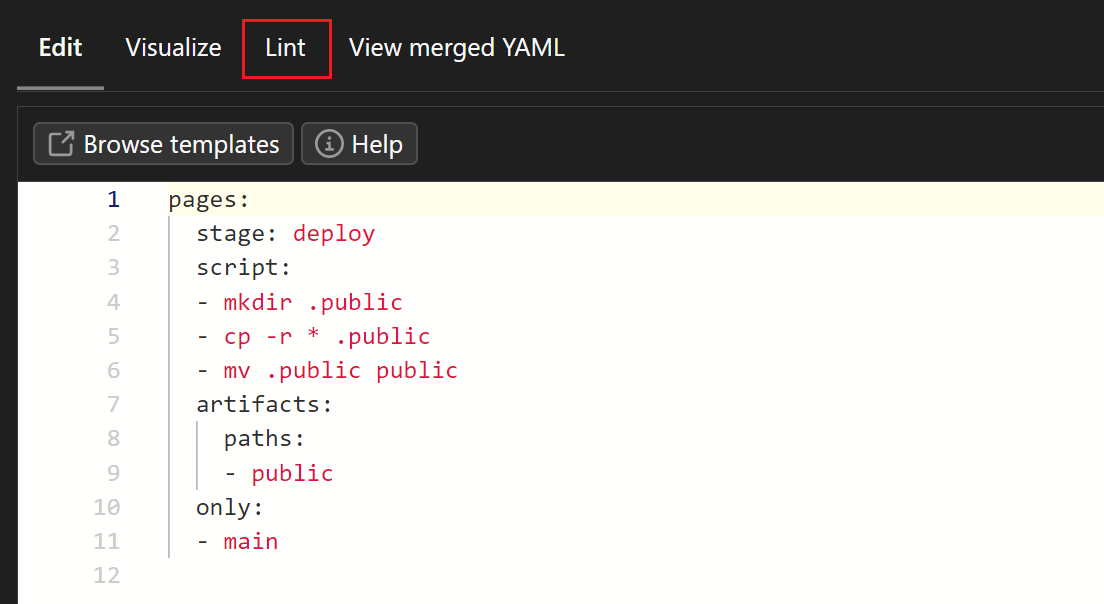 Edit Visualize Lint View merged YAML
Browse templates Help
1 pages:
2   stage: deploy
3   script:
4   - mkdir .public
5   - cp -r * .public
6   - mv .public public
7   artifacts:
8     paths:
9     - public
10   only:
11   - main
12